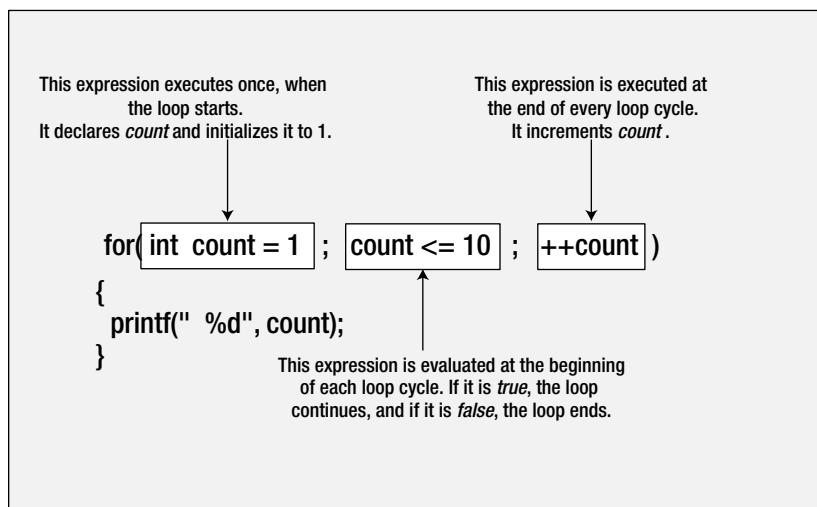 This expression executes once, when
the loop starts.
It declares count and initializes it to 1.
This expression is executed at
the end of every loop cycle.
It increments count .
for( int count = 1 ; count <= 10 ; ++count )
{
printf(" %d", count);
}
This expression is evaluated at the beginning
of each loop cycle. If it is true, the loop
continues, and if it is false, the loop ends.